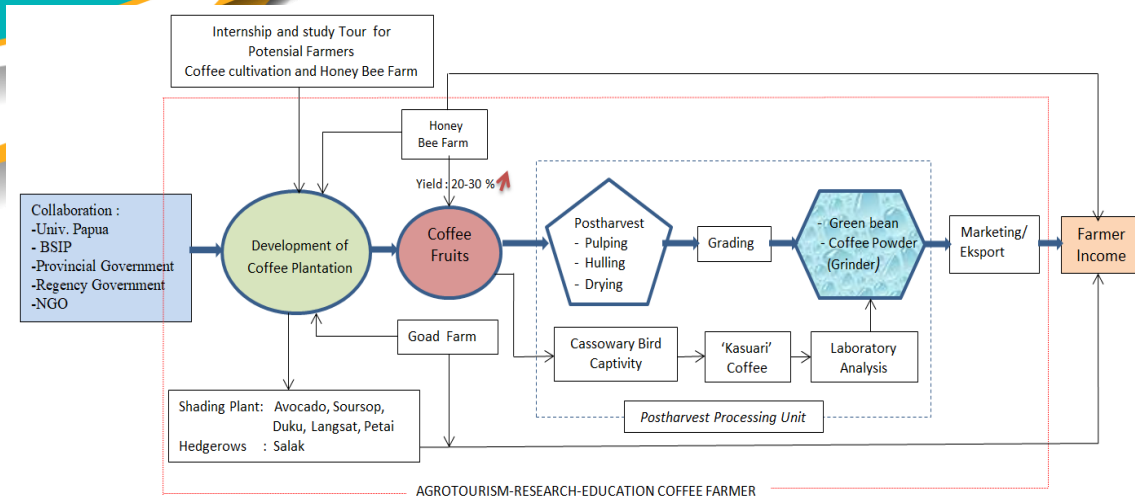 Internship and study Tour for
Potensial Farmers
Coffee cultivation and Honey Bee Farm
Honey
Bee Farm
Yield : 20-30 %
Collaboration :
-Univ. Papua
- BSIP
-Provincial Government
-Regency Government
-NGO
Development of
Coffee Plantation
Coffee
Fruits
Postharvest
- Pulping
- Hulling
- Drying
Grading
- Green bean
- Coffee Powder
(Grinder)
Marketing/
Eksport
Farmer
Income
Goad Farm
Cassowary Bird
Captivity
'Kasuari'
Coffee
Laboratory
Analysis
Postharvest Processing Unit
Shading Plant: Avocado, Soursop,
Duku, Langsat, Petai
Hedgerows : Salak
AGROTOURISM-RESEARCH-EDUCATION COFFEE FARMER